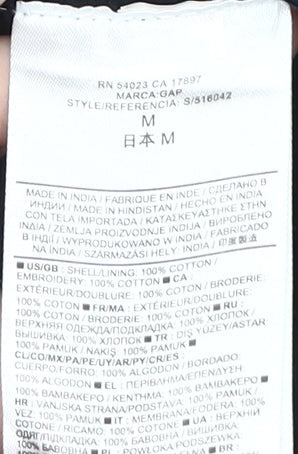 RN 54023 CA 17897
MARCA:GAP
STYLE/REFERENCIA: S/516042
M
日本 M
MADE IN INDIA / FABRIQUE EN INDE / СДЕЛАНО В
ИНДИИ / MADE IN HINDISTAN / HECHO EN INDIA
CON TELA IMPORTADA / ΚΑΤΑΣΚΕΥΑΣΤΗΚΕ ΣΤΗΝ
ΙΝΔΙΑ / ZEMLJA PROIZVODNJE INDIJA / ВИРОБЛЕНО
В ІНДІЇ / WYPRODUKOWANO W INDIA / FABRICADO
NA ÍNDIA / SZÁRMAZÁSI HELY: INDIA / 印度製造
■ US/GB : SHELL/LINING: 100% COTTON /
EMBROIDERY: 100% COTTON ■ CA :
EXTÉRIEUR/DOUBLURE: 100% COTON / BRODERIE:
100% COTON ■ FR/MA : EXTÉRIEUR/DOUBLURE:
100% COTON / BRODERIE: 100% COTON ■ RU :
ВЕРХНЯЯ ОДЕЖДА/ПОДКЛАДКА: 100% ХЛОПОК /
ВЫШИВКА: 100% ХЛОПОК ■ TR : DIŞ YÜZEY/ASTAR:
100% PAMUK / NAKIŞ: 100% PAMUK ■
CL/CO/MX/PA/PE/UY/AR/PY/CR/ES :
CUERPO/FORRO: 100% ALGODON / BORDADO:
100% ALGODON ■ EL : ΠΕΡΙΒΛΗΜΑ/ΕΠΕΝΔΥΣΗ:
100% ΒΑΜΒΑΚΕΡΟ / ΚΕΝΤΗΜΑ: 100% ΒΑΜΒΑΚΕΡΟ ■
HR : VANJSKA STRANA/PODSTAVA: 100% PAMUK /
VEZ: 100% PAMUK ■ IT : MEMBRANA/FODERA: 100%
COTONE / RICAMO: 100% COTONE ■ UA : ВЕРХНІЙ
ОДЯГ/ПІДКЛАДКА: 100% БАВОВНА / ВИШИВКА:
БАВОВНА ■ PL : POWŁOKA/PODSZEWKA: